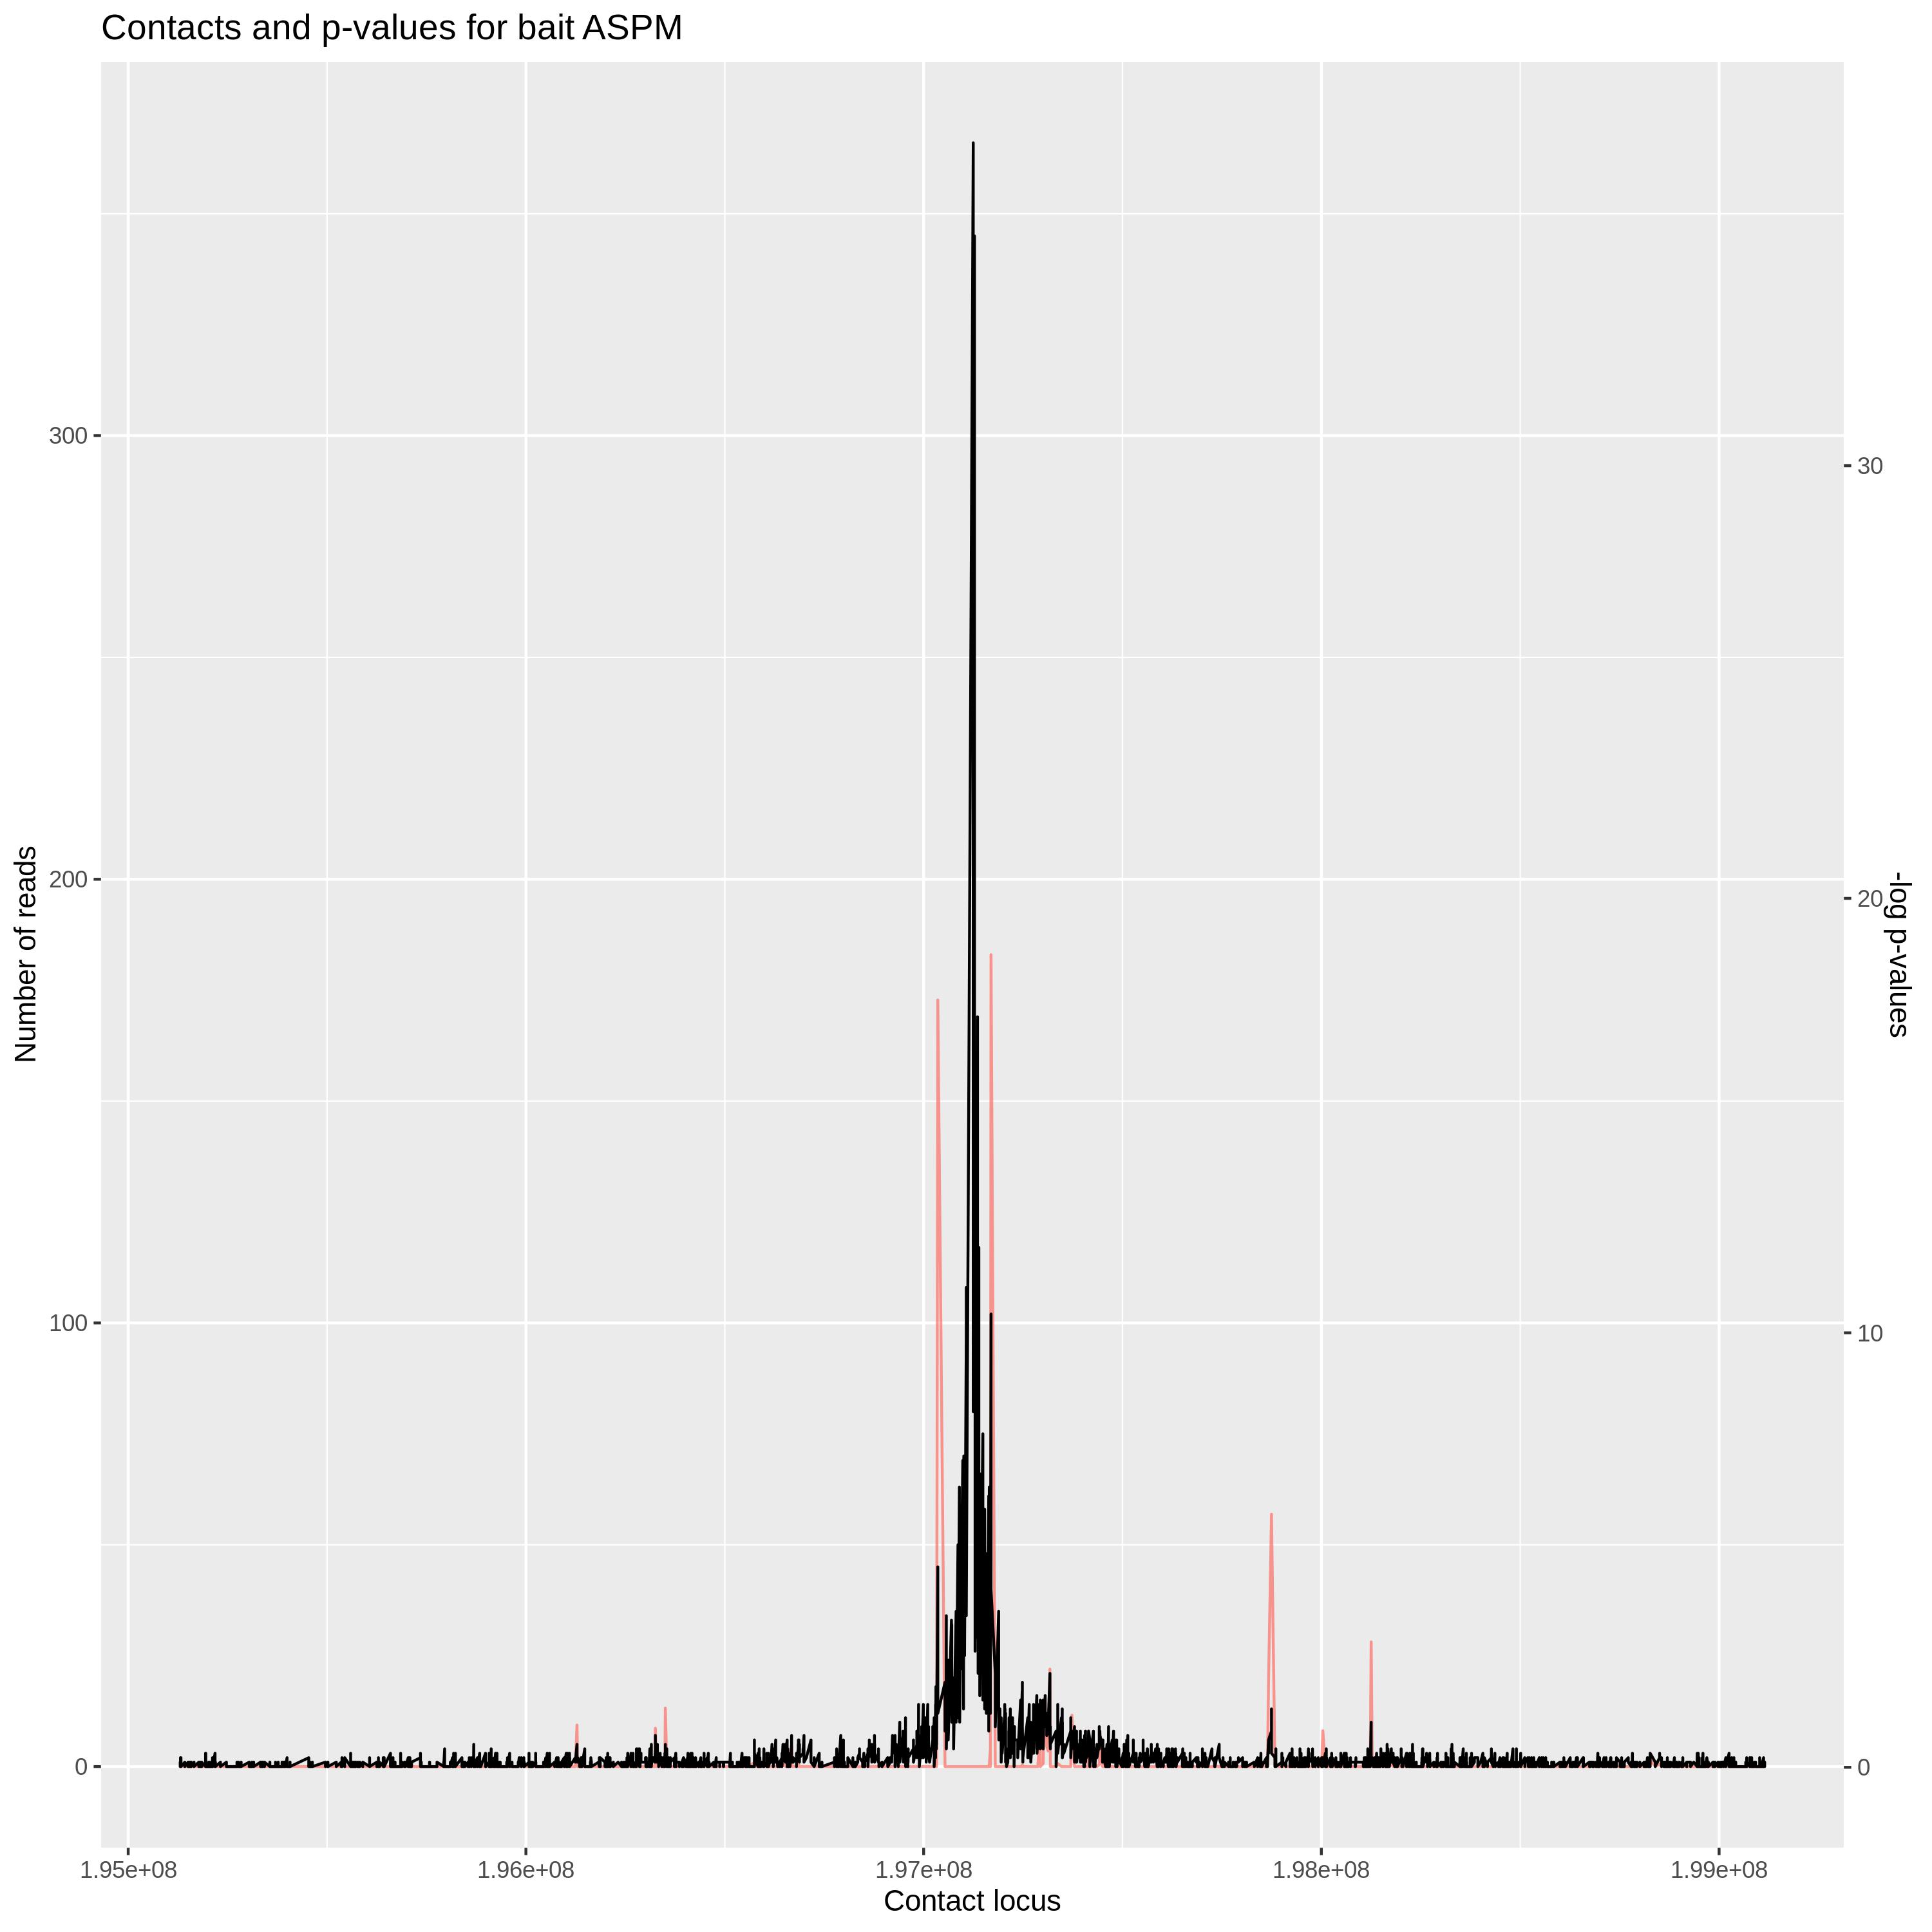 Contacts and p-values for bait ASPM
Number of reads
300
200
100
0
30
20
10
0
-log p-values
1.95e+08 1.96e+08 1.97e+08 1.98e+08 1.99e+08
Contact locus